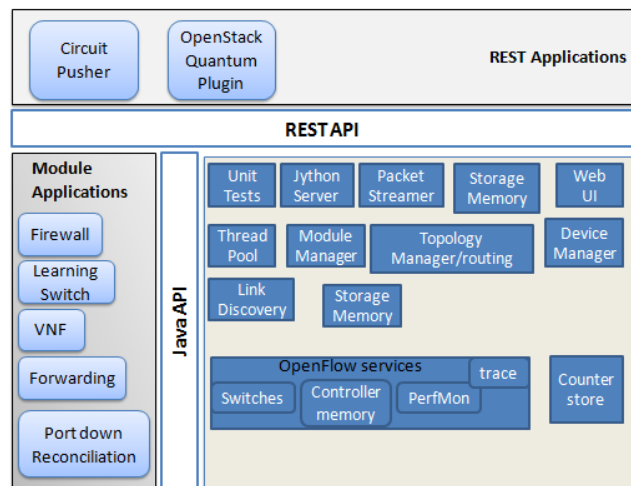 Circuit
Pusher
OpenStack
Quantum
Plugin
REST Applications
REST API
Module
Applications
Firewall
Learning
Switch
VNF
Forwarding
Port down
Reconciliation
Java API
Unit
Tests
Jython
Server
Packet
Streamer
Storage
Memory
Web
UI
Thread
Pool
Module
Manager
Topology
Manager/routing
Device
Manager
Link
Discovery
Storage
Memory
OpenFlow services
trace
Switches
Controller
memory
PerfMon
Counter
store